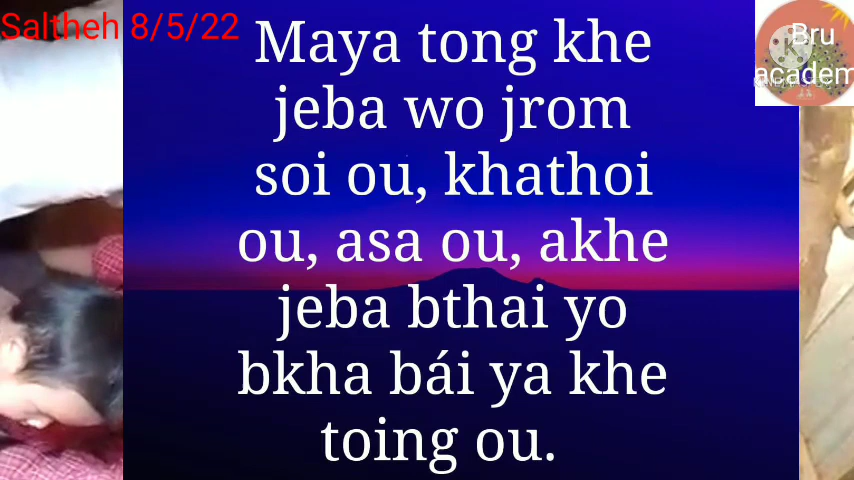 Saltheh 8/5/22
Maya tong khe
jeba wo jrom
soi ou, khathoi
ou, asa ou, akhe
jeba bthai yo
bkha bái ya khe
toing ou.
Bru
academ